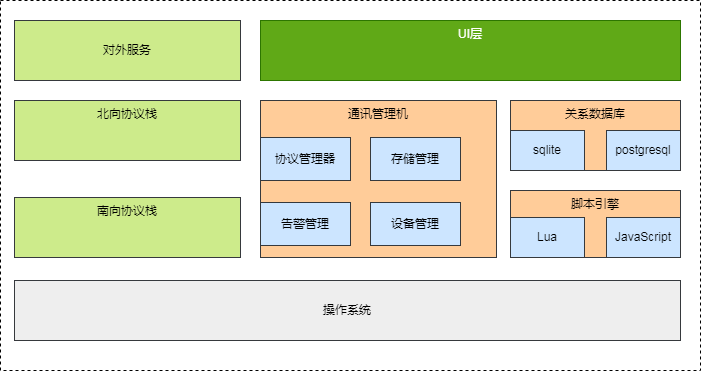 对外服务
UI层
北向协议栈
通讯管理机
关系数据库
协议管理器
存储管理
sqlite
postgresql
南向协议栈
脚本引擎
告警管理
设备管理
Lua
JavaScript
操作系统